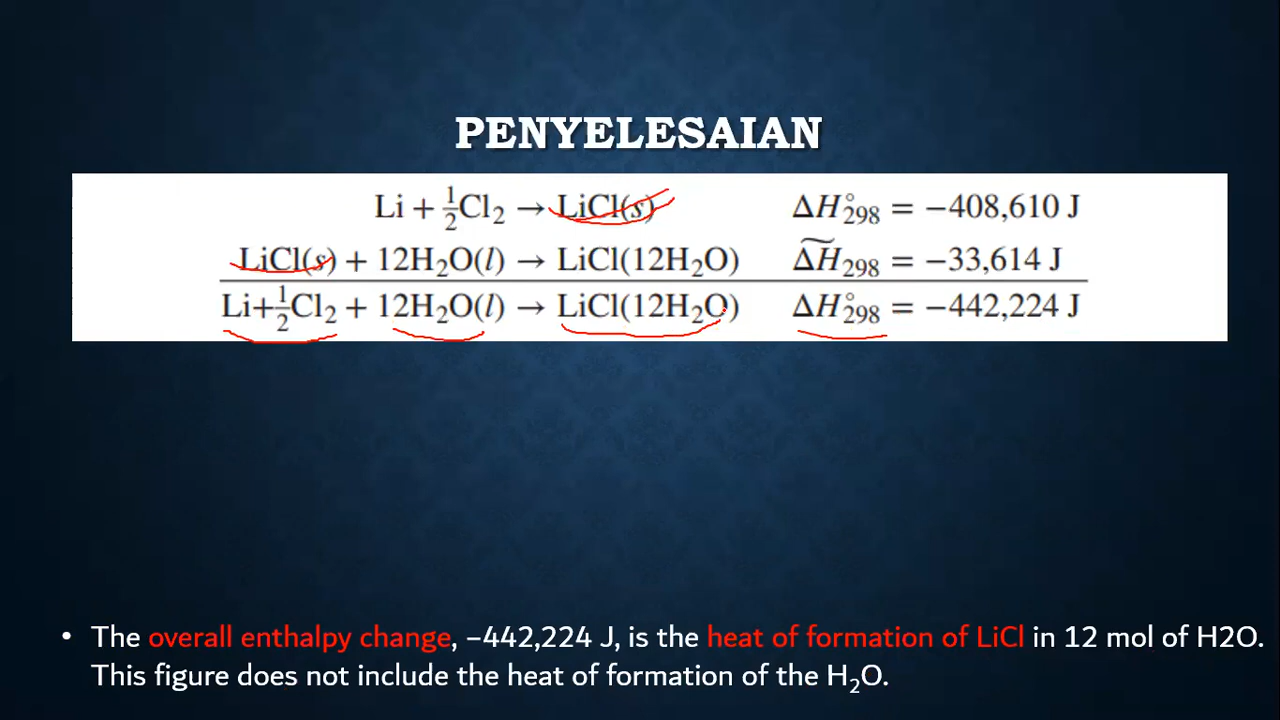 PENYELESAIAN
Li + ½Cl₂ → LiCl(s) ΔH°₂₉₈ = −408,610 J
LiCl(s) + 12H₂O(l) → LiCl(12H₂O) Δ͠H₂₉₈ = −33,614 J
Li+½Cl₂ + 12H₂O(l) → LiCl(12H₂O) ΔH°₂₉₈ = −442,224 J
• The overall enthalpy change, −442,224 J, is the heat of formation of LiCl in 12 mol of H2O.
This figure does not include the heat of formation of the H₂O.